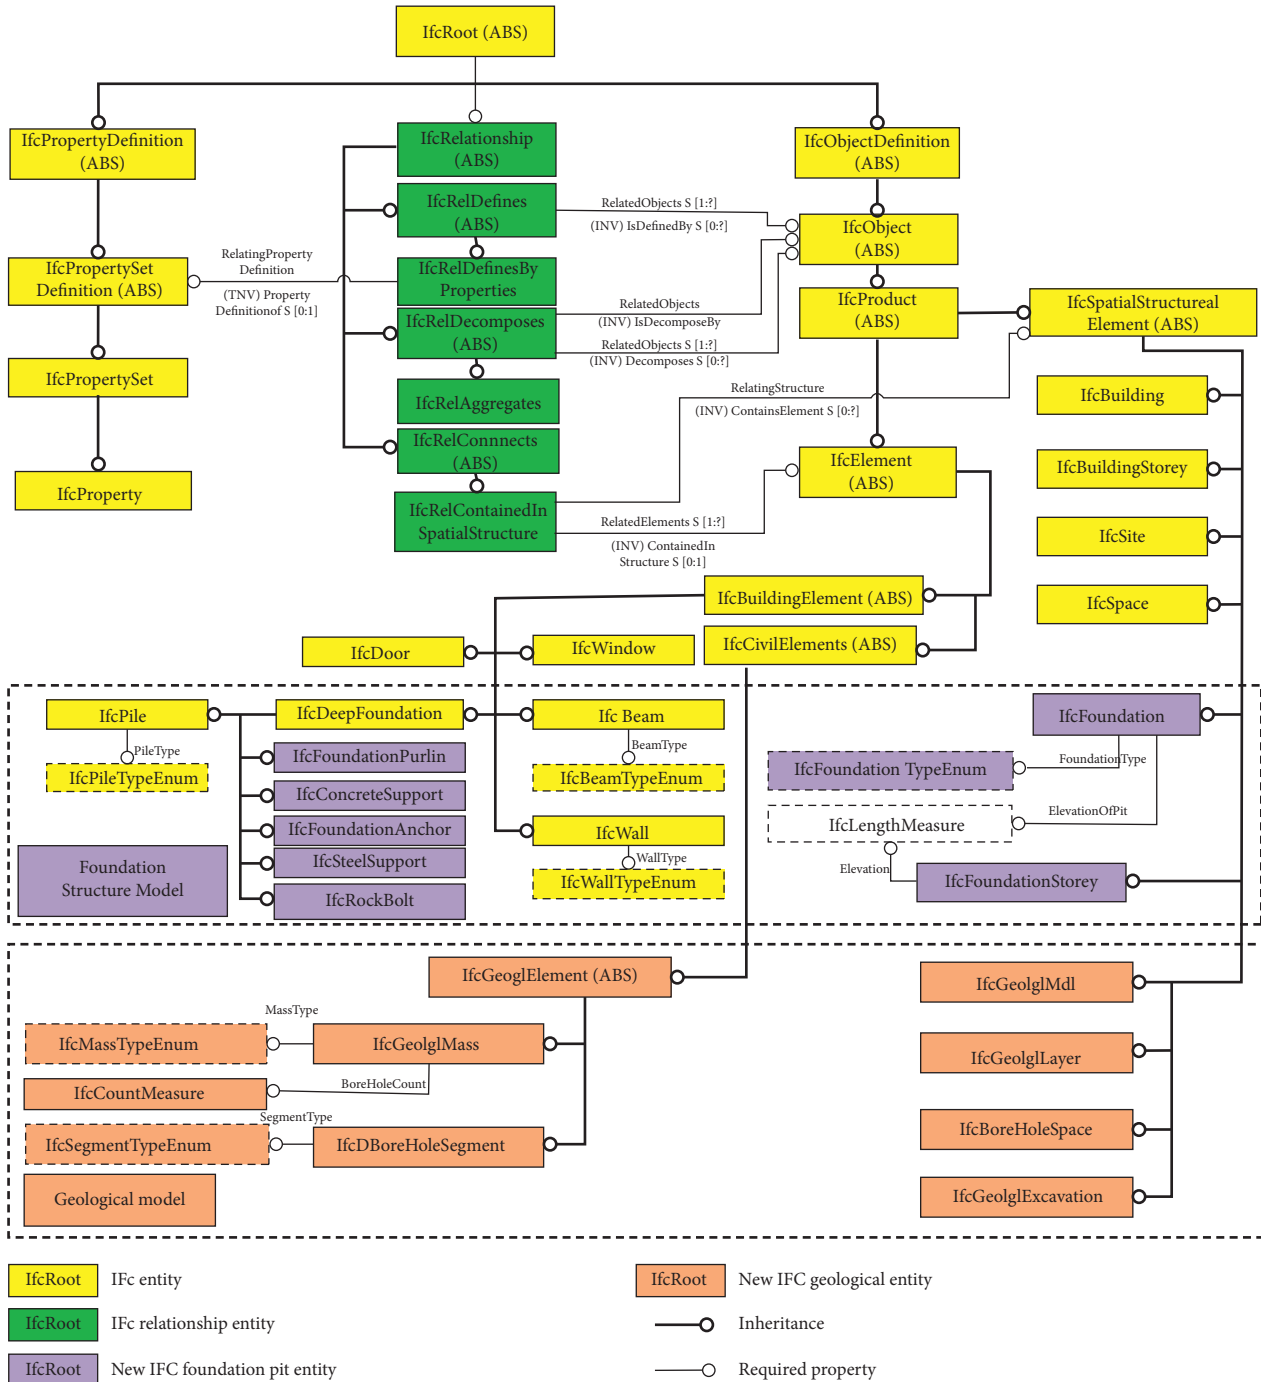 IfcRoot (ABS)
IfcPropertyDefinition
(ABS)
IfcRelationship
(ABS)
IfcObjectDefinition
(ABS)
IfcRelDefines
(ABS)
RelatedObjects S [1:?]
(INV) IsDefinedBy S [0:?]
IfcObject
(ABS)
IfcPropertySet
Definition (ABS)
RelatingProperty
Definition
(TNV) Property
Definitionof S [0:1]
IfcRelDefinesBy
Properties
IfcProduct
(ABS)
IfcSpatialStructureal
Element (ABS)
IfcRelDecomposes
(ABS)
RelatedObjects
(INV) IsDecomposeBy
RelatedObjects S [1:?]
(INV) Decomposes S [0:?]
IfcPropertySet
IfcRelAggregates
RelatingStructure
(INV) ContainsElement S [0:?]
IfcBuilding
IfcRelConnnects
(ABS)
IfcElement
(ABS)
IfcBuildingStorey
IfcProperty
IfcRelContainedIn
SpatialStructure
RelatedElements S [1:?]
(INV) ContainedIn
Structure S [0:1]
IfcSite
IfcBuildingElement (ABS)
IfcSpace
IfcDoor
IfcWindow
IfcCivilElements (ABS)
IfcPile
IfcDeepFoundation
Ifc Beam
IfcFoundation
PileType
IfcPileTypeEnum
IfcFoundationPurlin
BeamType
IfcBeamTypeEnum
IfcFoundation TypeEnum
FoundationType
IfcConcreteSupport
IfcFoundationAnchor
IfcWall
IfcLengthMeasure
ElevationOfPit
Foundation
Structure Model
IfcSteelSupport
WallType
IfcWallTypeEnum
Elevation
IfcFoundationStorey
IfcRockBolt
IfcGeoglElement (ABS)
IfcGeolglMdl
MassType
IfcMassTypeEnum
IfcGeolglMass
IfcGeolglLayer
IfcCountMeasure
BoreHoleCount
SegmentType
IfcSegmentTypeEnum
IfcDBoreHoleSegment
IfcBoreHoleSpace
Geological model
IfcGeolglExcavation
IfcRoot
IFc entity
IfcRoot
New IFC geological entity
IfcRoot
IFc relationship entity
Inheritance
IfcRoot
New IFC foundation pit entity
Required property